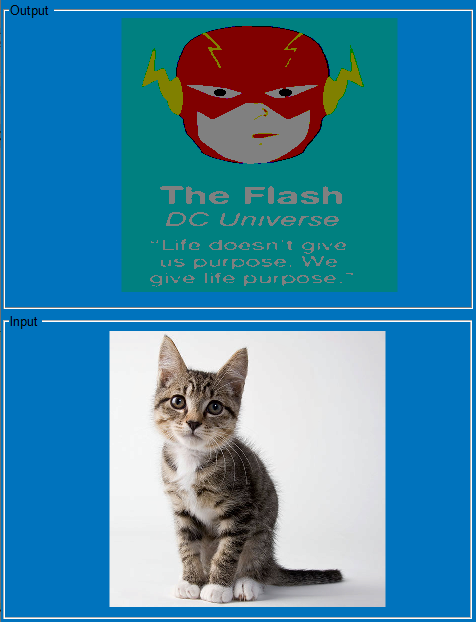 Output
The Flash
DC Universe
"Life doesn't give
us purpose. We
give life purpose."
Input